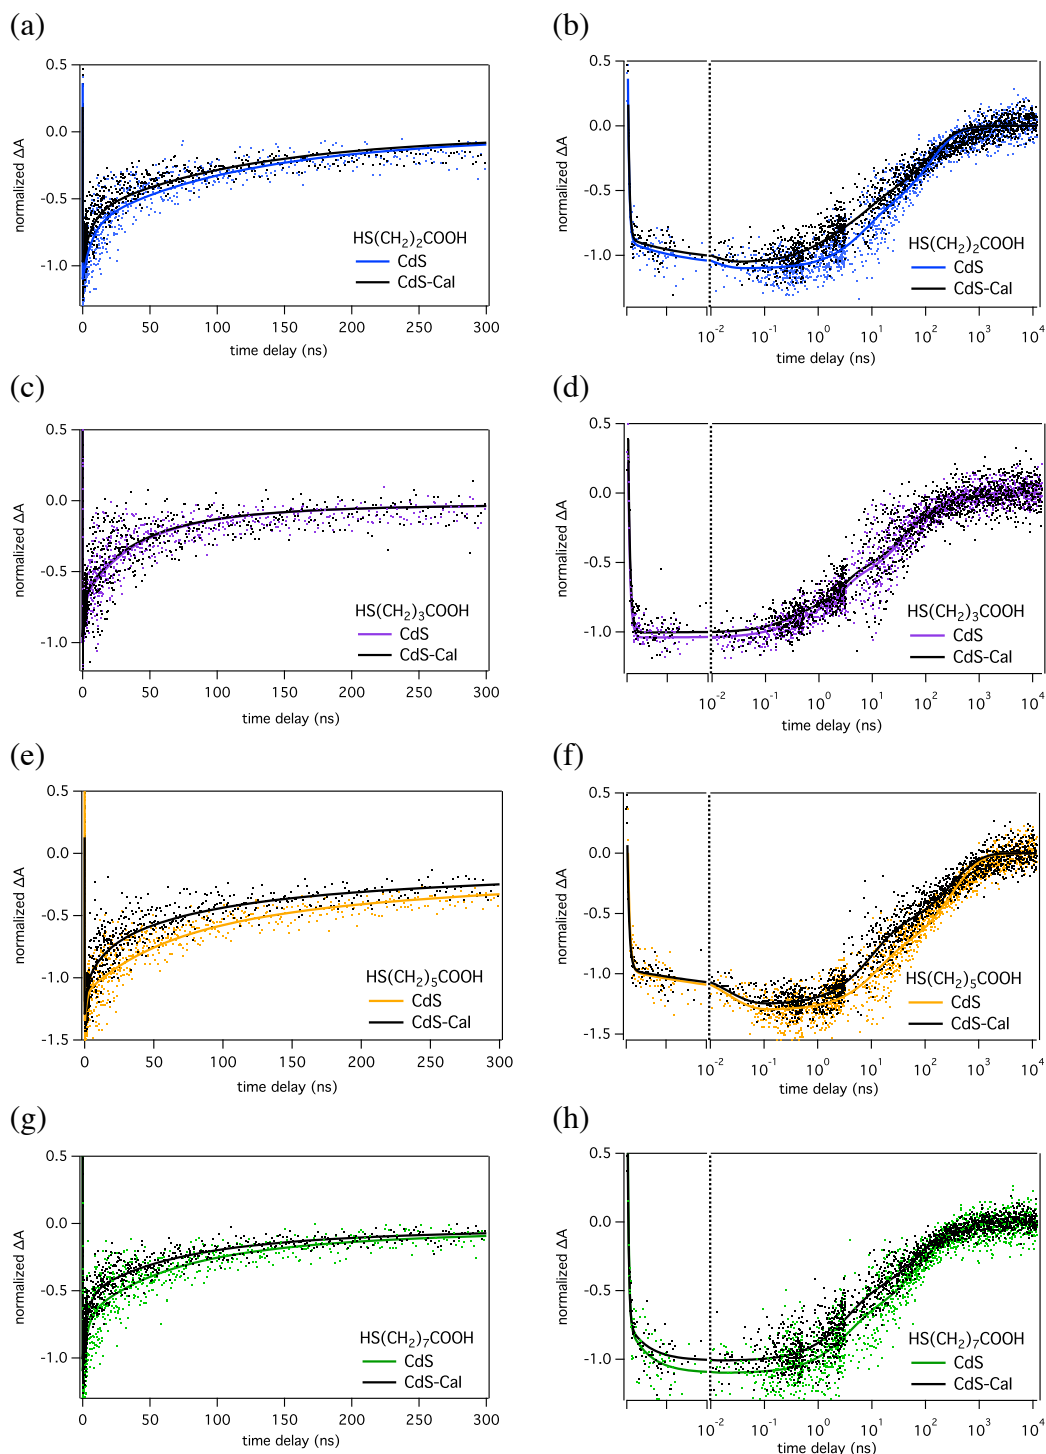 (a)
(b)
0.5
0.0
-0.5
-1.0
normalized ΔA
HS(CH2)2COOH
CdS
CdS-CaI
0 50 100 150 200 250 300
time delay (ns)
0.5
0.0
-0.5
-1.0
normalized ΔA
HS(CH2)2COOH
CdS
CdS-CaI
10-2 10-1 100 101 102 103 104
time delay (ns)
(c)
(d)
0.5
0.0
-0.5
-1.0
normalized ΔA
HS(CH2)3COOH
CdS
CdS-CaI
0 50 100 150 200 250 300
time delay (ns)
0.5
0.0
-0.5
-1.0
normalized ΔA
HS(CH2)3COOH
CdS
CdS-CaI
10-2 10-1 100 101 102 103 104
time delay (ns)
(e)
(f)
0.5
0.0
-0.5
-1.0
-1.5
normalized ΔA
HS(CH2)5COOH
CdS
CdS-CaI
0 50 100 150 200 250 300
time delay (ns)
0.5
0.0
-0.5
-1.0
-1.5
normalized ΔA
HS(CH2)5COOH
CdS
CdS-CaI
10-2 10-1 100 101 102 103 104
time delay (ns)
(g)
(h)
0.5
0.0
-0.5
-1.0
normalized ΔA
HS(CH2)7COOH
CdS
CdS-CaI
0 50 100 150 200 250 300
time delay (ns)
0.5
0.0
-0.5
-1.0
normalized ΔA
HS(CH2)7COOH
CdS
CdS-CaI
10-2 10-1 100 101 102 103 104
time delay (ns)